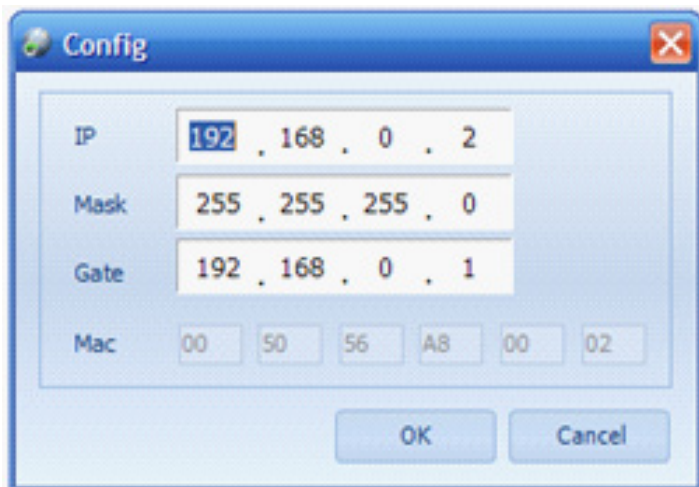 Config
IP 192 . 168 . 0 . 2
Mask 255 . 255 . 255 . 0
Gate 192 . 168 . 0 . 1
Mac 00 50 56 A8 00 02
OK Cancel